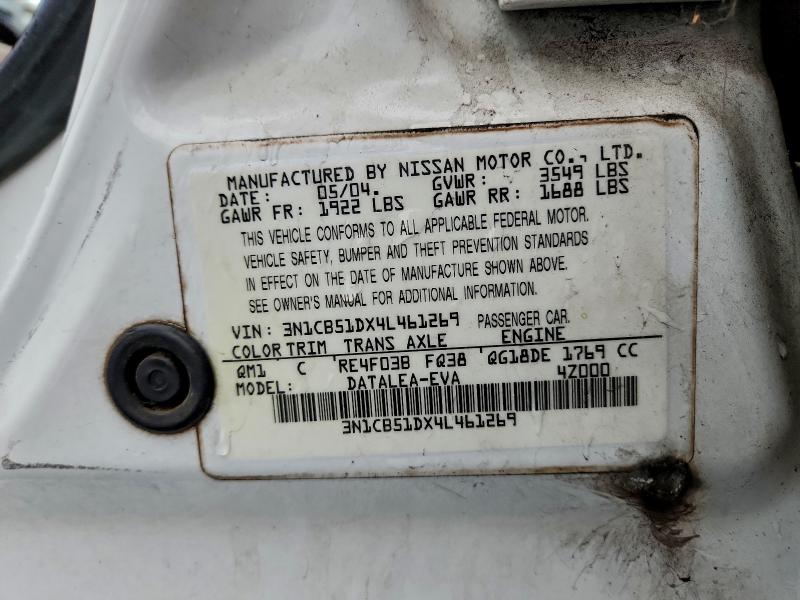 MANUFACTURED BY NISSAN MOTOR CO., LTD.
DATE: 05/04. GVWR: 3549 LBS
GAWR FR: 1922 LBS GAWR RR: 1688 LBS
THIS VEHICLE CONFORMS TO ALL APPLICABLE FEDERAL MOTOR.
VEHICLE SAFETY, BUMPER AND THEFT PREVENTION STANDARDS
IN EFFECT ON THE DATE OF MANUFACTURE SHOWN ABOVE.
SEE OWNER'S MANUAL FOR ADDITIONAL INFORMATION.
VIN: 3N1CB51DX4L461269 PASSENGER CAR.
COLOR TRIM TRANS AXLE ENGINE
QM1 C RE4F03B FQ38 QG18DE 1769 CC
MODEL: DATALEA-EVA 4Z000
3N1CB51DX4L461269